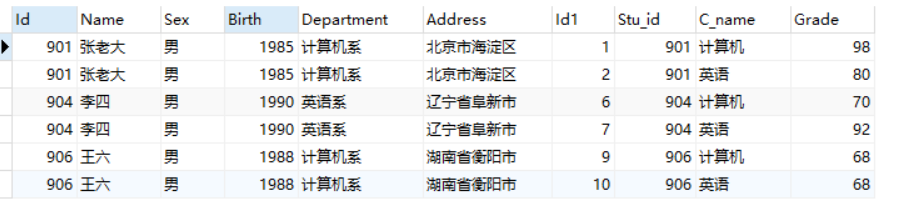 Id Name Sex Birth Department Address Id1 Stu_id C_name Grade
901 张老大 男 1985 计算机系 北京市海淀区 1 901 计算机 98
901 张老大 男 1985 计算机系 北京市海淀区 2 901 英语 80
904 李四 男 1990 英语系 辽宁省阜新市 6 904 计算机 70
904 李四 男 1990 英语系 辽宁省阜新市 7 904 英语 92
906 王六 男 1988 计算机系 湖南省衡阳市 9 906 计算机 68
906 王六 男 1988 计算机系 湖南省衡阳市 10 906 英语 68